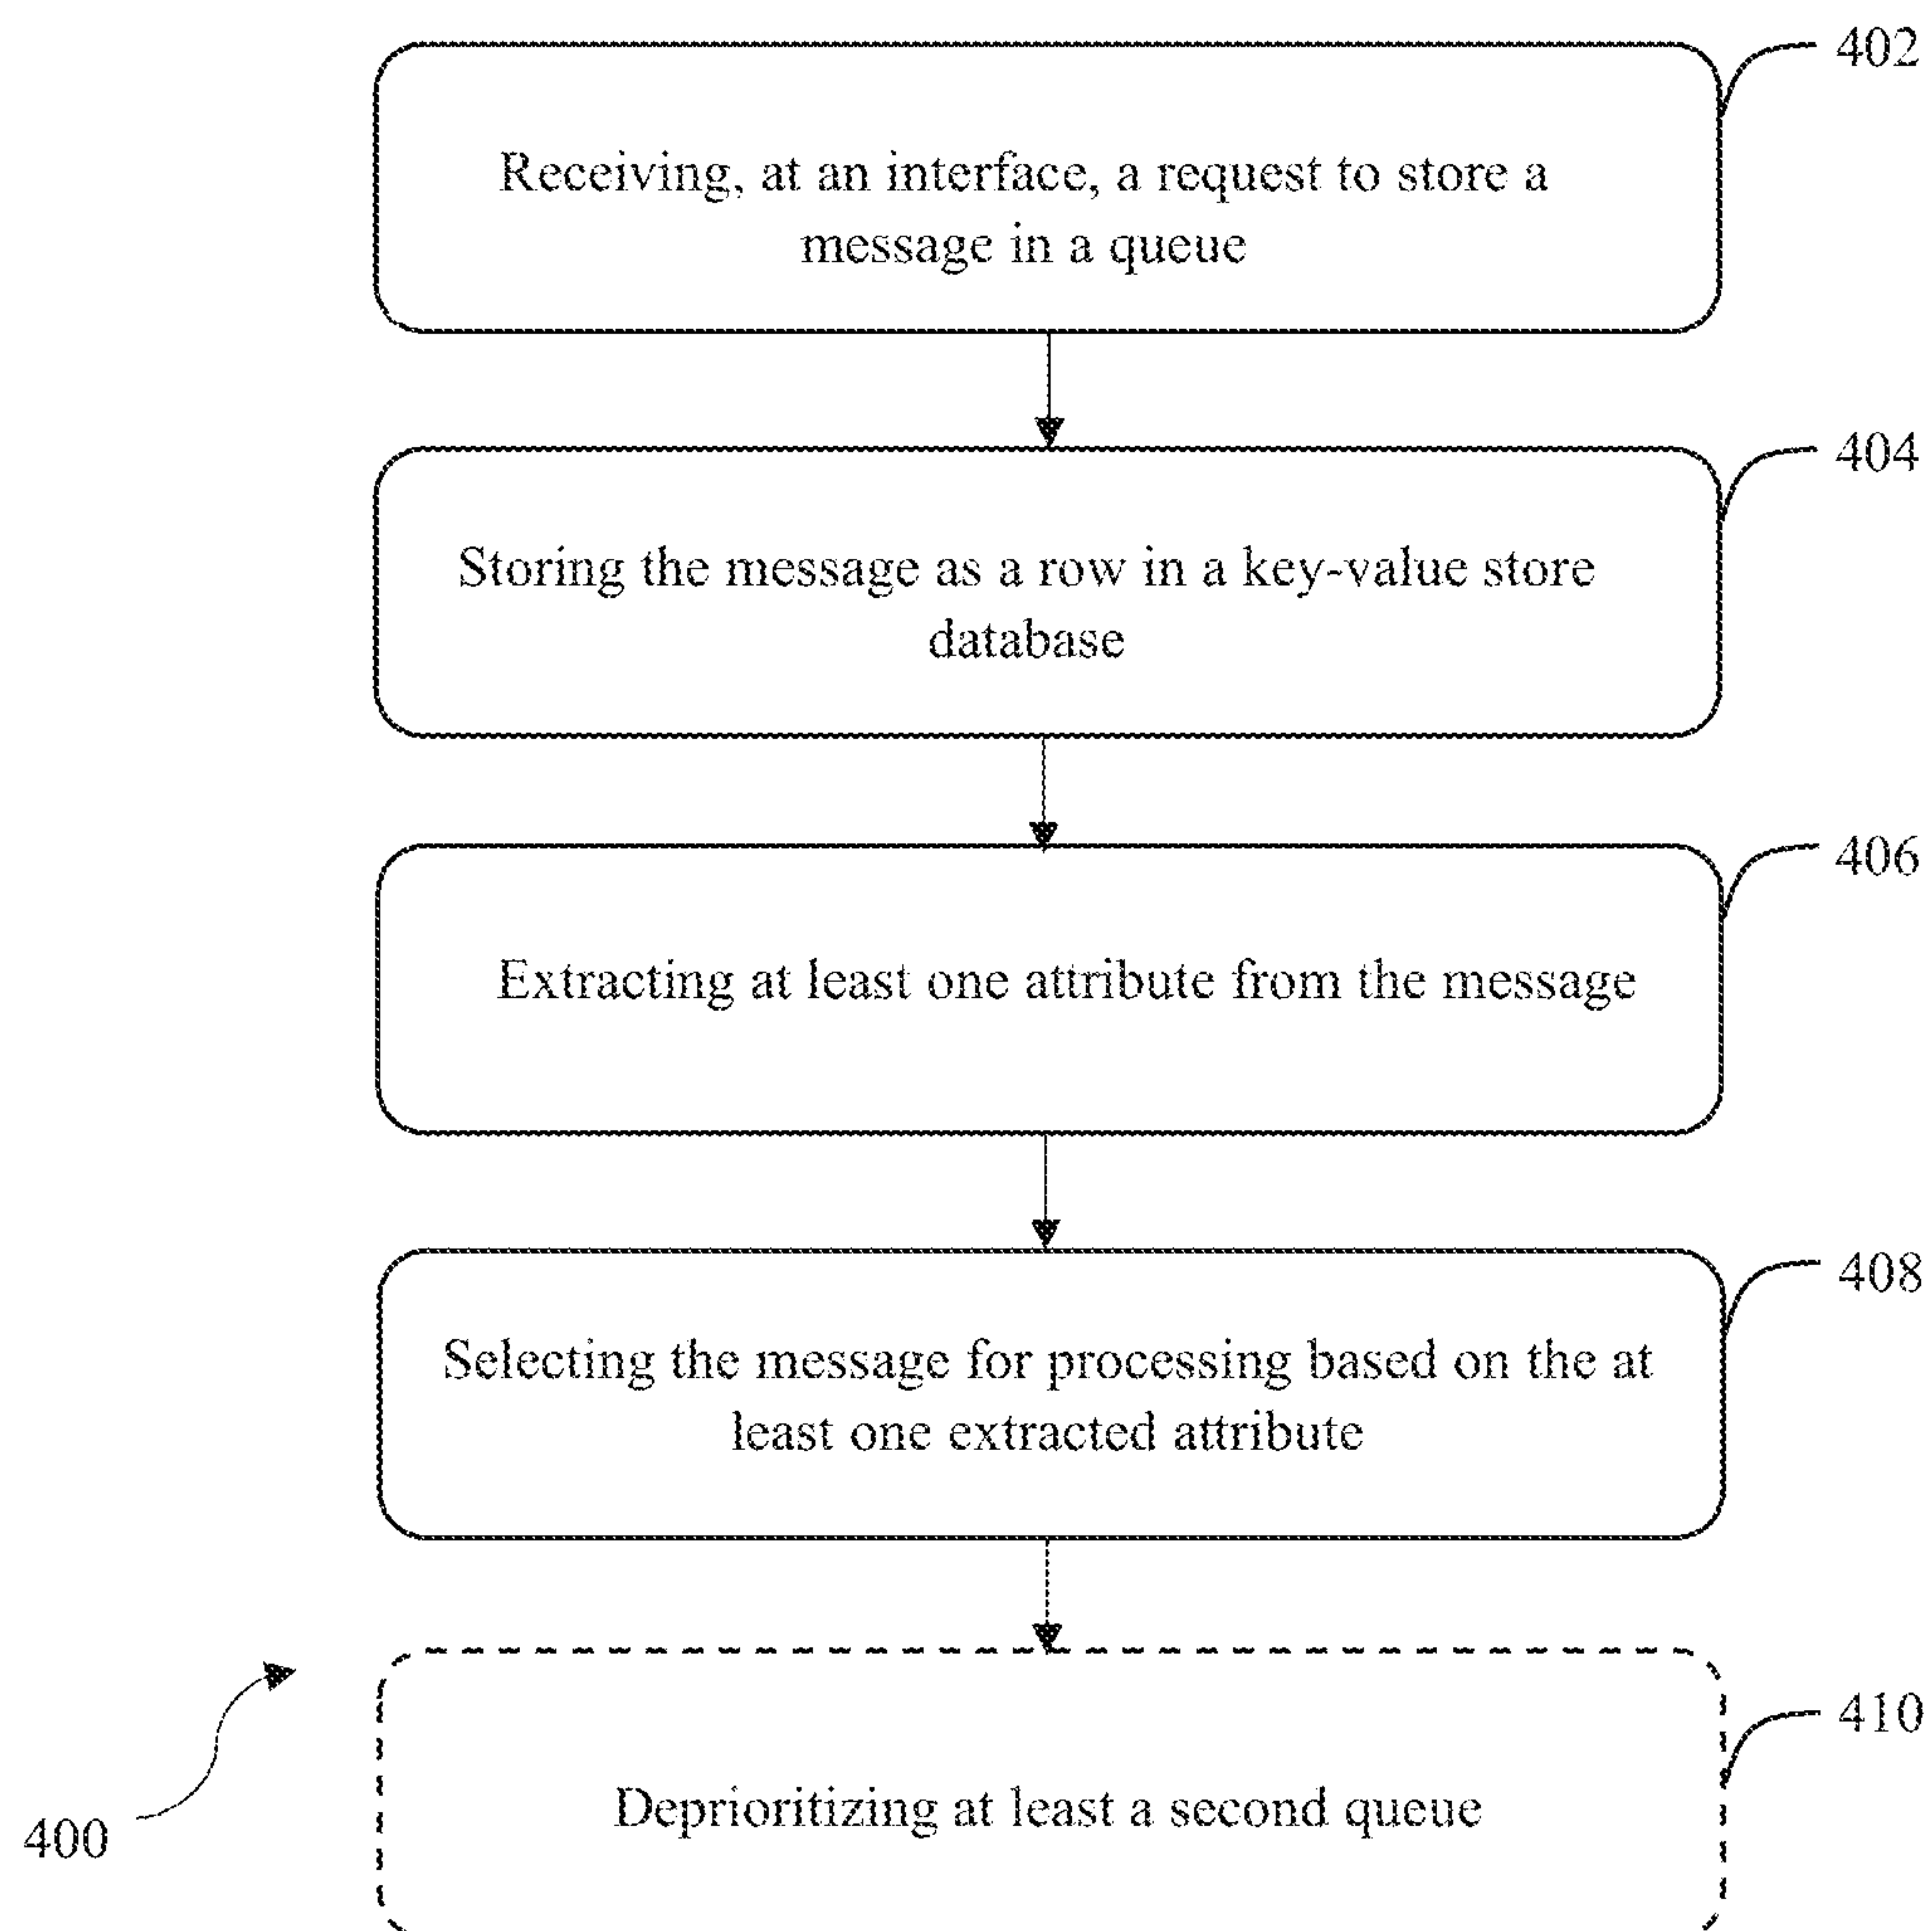 402
Receiving, at an interface, a request to store a
message in a queue
404
Storing the message as a row in a key-value store
database
406
Extracting at least one attribute from the message
408
Selecting the message for processing based on the at
least one extracted attribute
410
Deprioritizing at least a second queue
400